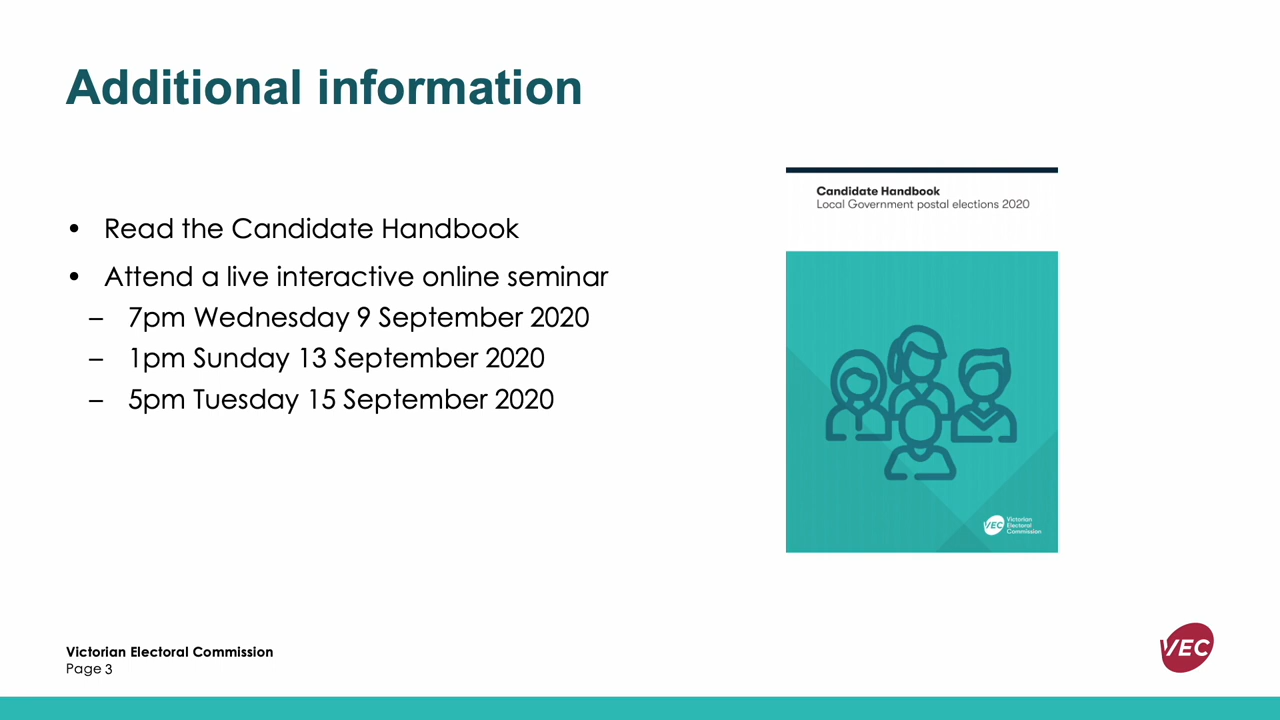 Additional information
• Read the Candidate Handbook
• Attend a live interactive online seminar
– 7pm Wednesday 9 September 2020
– 1pm Sunday 13 September 2020
– 5pm Tuesday 15 September 2020
Candidate Handbook
Local Government postal elections 2020
VEC
Victorian
Electoral
Commission
Victorian Electoral Commission
Page 3
VEC